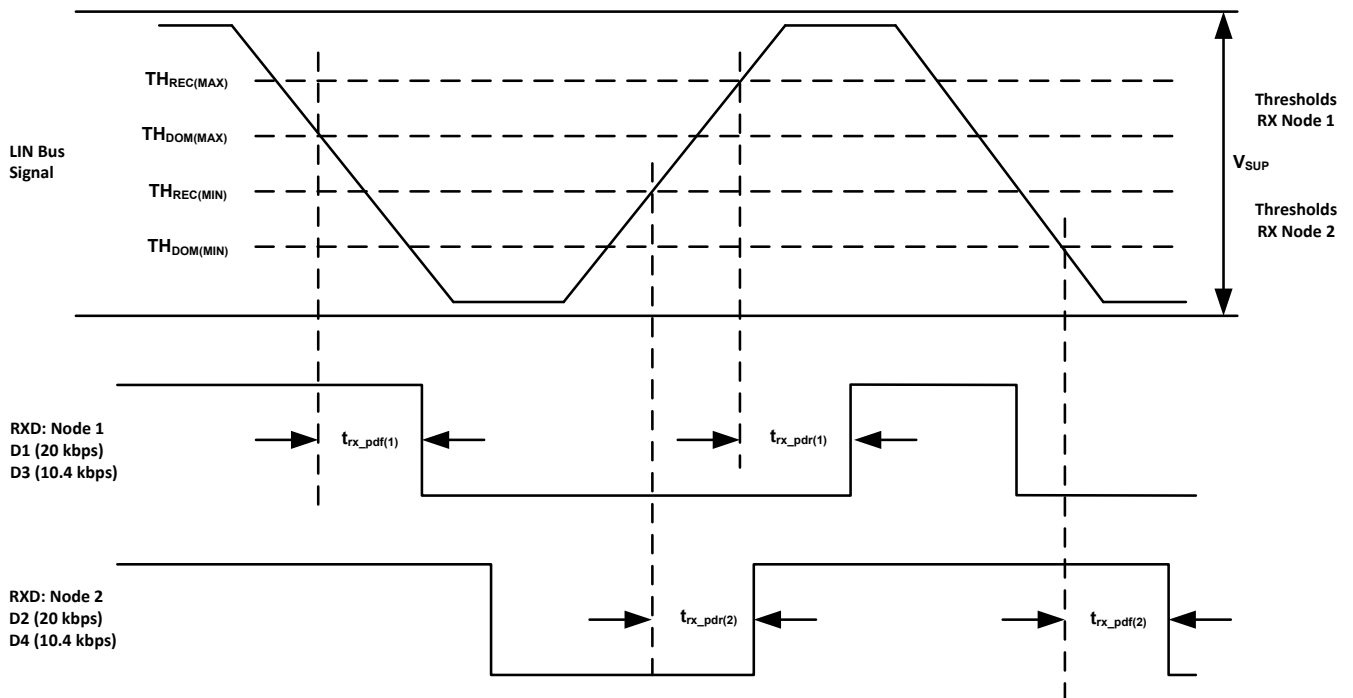 TH_REC(MAX)
Thresholds
RX Node 1
TH_DOM(MAX)
LIN Bus
Signal
V_SUP
TH_REC(MIN)
Thresholds
RX Node 2
TH_DOM(MIN)
RXD: Node 1
D1 (20 kbps)
D3 (10.4 kbps)
t_rx_pdf(1)
t_rx_pdr(1)
RXD: Node 2
D2 (20 kbps)
D4 (10.4 kbps)
t_rx_pdr(2)
t_rx_pdf(2)